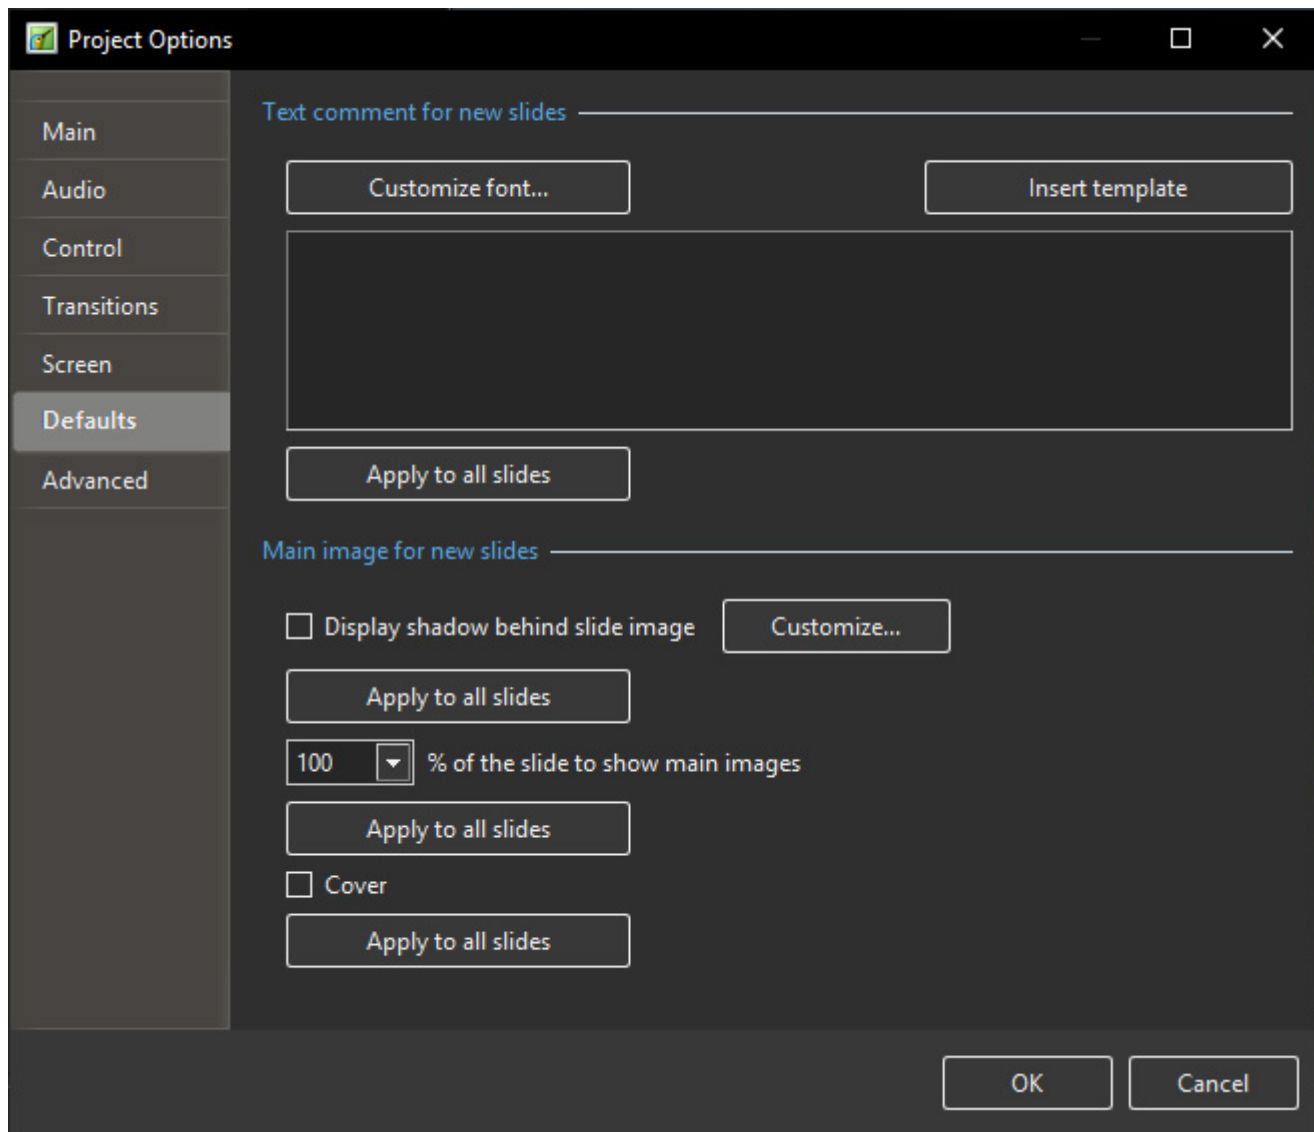 Project Options
Main
Audio
Control
Transitions
Screen
Defaults
Advanced
Text comment for new slides
Customize font... Insert template
Apply to all slides
Main image for new slides
Display shadow behind slide image Customize...
Apply to all slides
100 % of the slide to show main images
Apply to all slides
Cover
Apply to all slides
OK Cancel